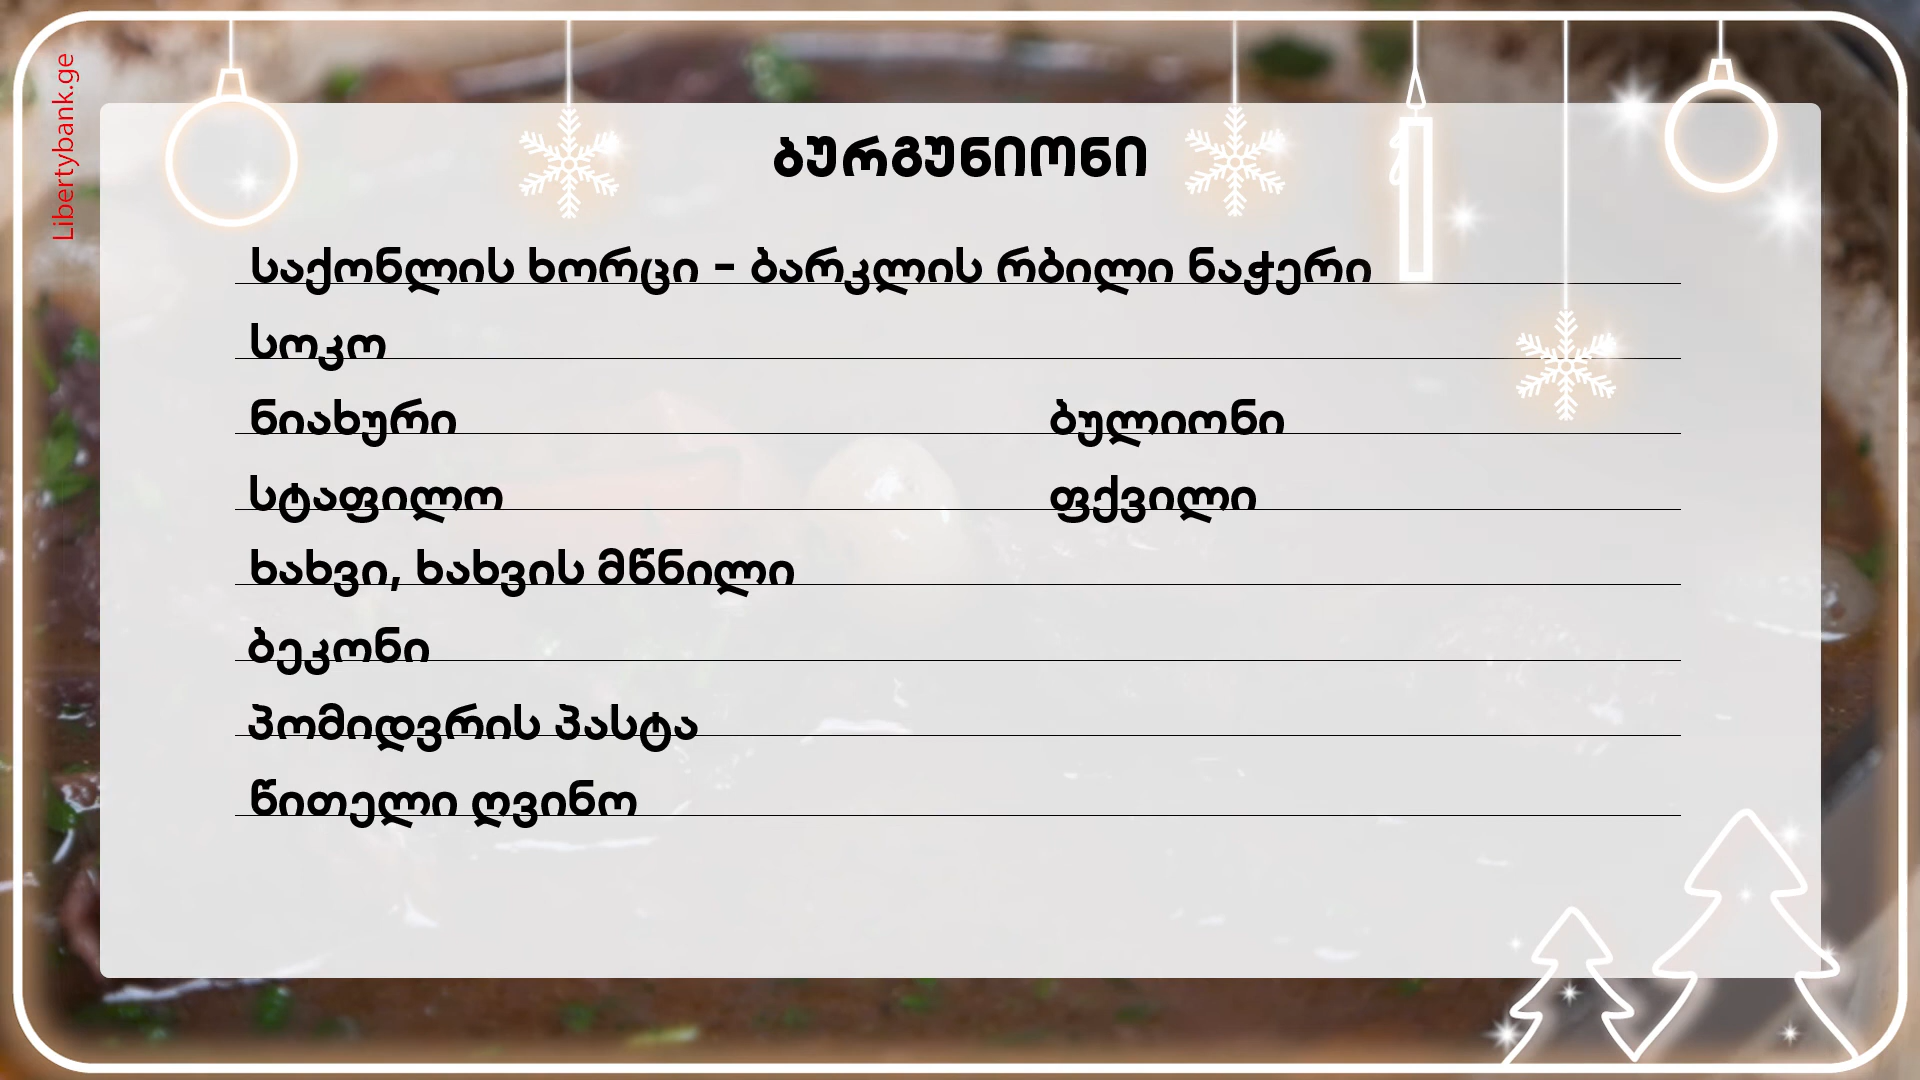 Libertybank.ge
ᲑᲣᲠᲒᲣᲜᲘᲝᲜᲘ
საქონლის ხორცი – ბარკლის რბილი ნაჭერი
სოკო
ნიახური
ბულიონი
სტაფილო
ფქვილი
ხახვი, ხახვის მწნილი
ბეკონი
პომიდვრის პასტა
წითელი ღვინო